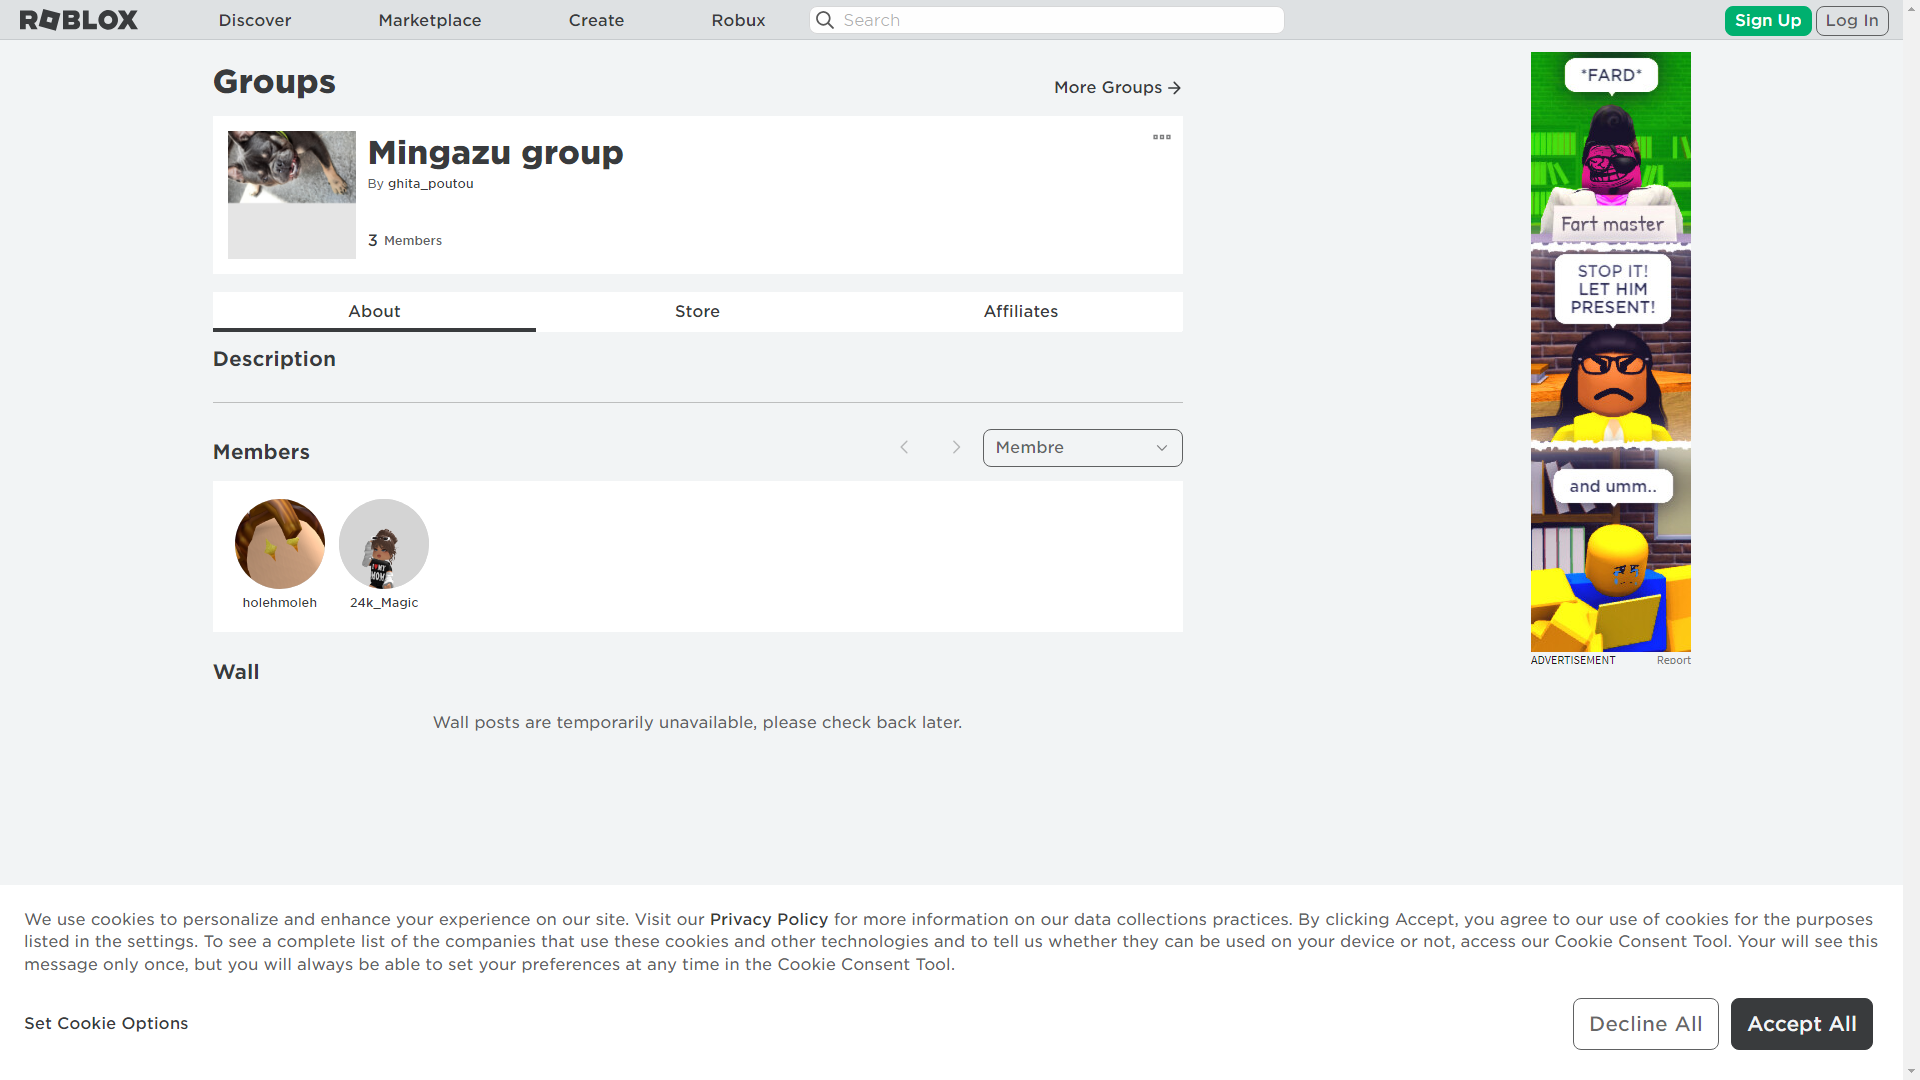 ROBLOX
Discover
Marketplace
Create
Robux
Search
Sign Up
Log In
Groups
More Groups
Mingazu group
By ghita_poutou
3 Members
About
Store
Affiliates
Description
Members
Membre
holehmoleh
24k_Magic
I MY
MOM
Wall
Wall posts are temporarily unavailable, please check back later.
*FARD*
Fart master
STOP IT!
LET HIM
PRESENT!
and umm..
ADVERTISEMENT
Report
We use cookies to personalize and enhance your experience on our site. Visit our Privacy Policy for more information on our data collections practices. By clicking Accept, you agree to our use of cookies for the purposes
listed in the settings. To see a complete list of the companies that use these cookies and other technologies and to tell us whether they can be used on your device or not, access our Cookie Consent Tool. Your will see this
message only once, but you will always be able to set your preferences at any time in the Cookie Consent Tool.
Set Cookie Options
Decline All
Accept All